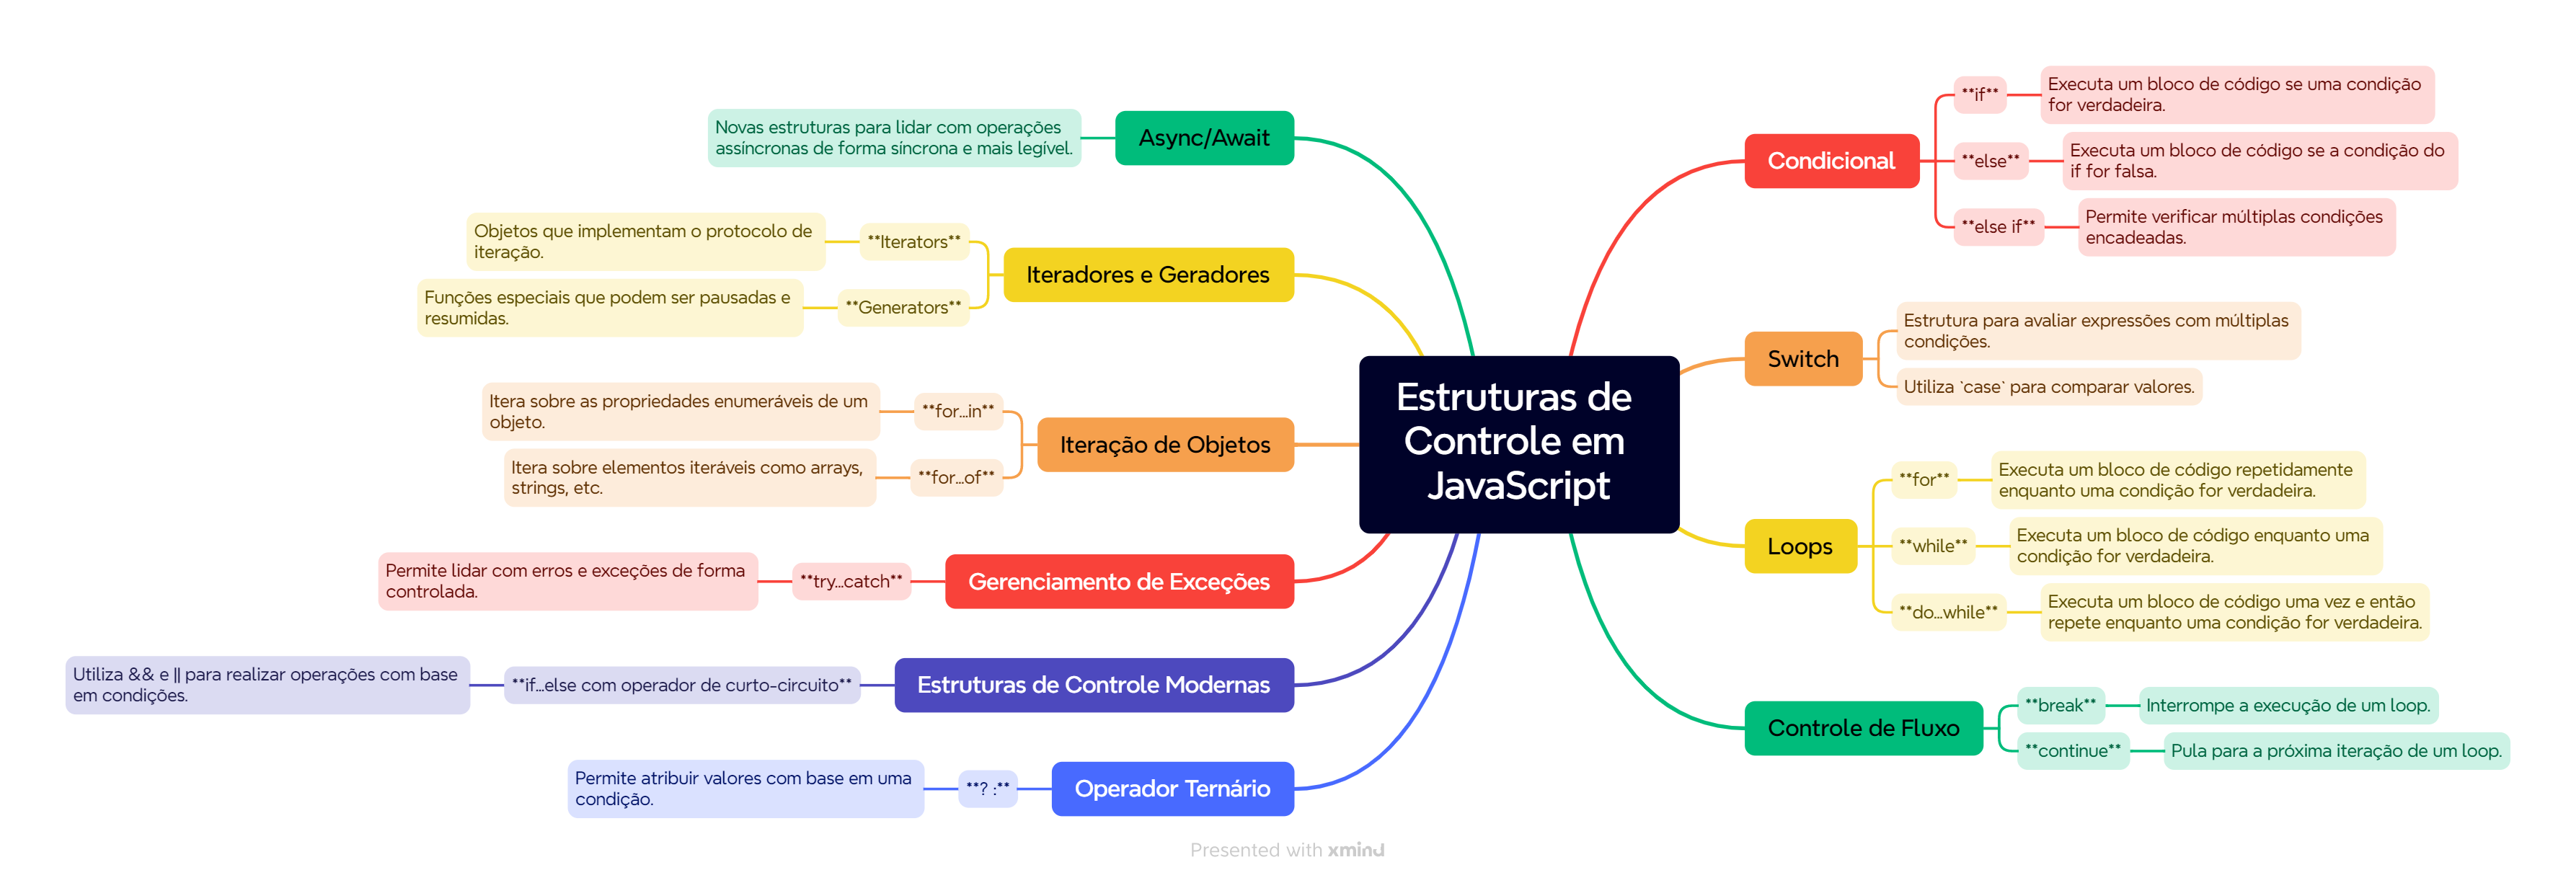 Estruturas de
Controle em
JavaScript
Condicional
**if**
Executa um bloco de código se uma condição
for verdadeira.
**else**
Executa um bloco de código se a condição do
if for falsa.
**else if**
Permite verificar múltiplas condições
encadeadas.
Switch
Estrutura para avaliar expressões com múltiplas
condições.
Utiliza `case` para comparar valores.
Loops
**for**
Executa um bloco de código repetidamente
enquanto uma condição for verdadeira.
**while**
Executa um bloco de código enquanto uma
condição for verdadeira.
**do...while**
Executa um bloco de código uma vez e então
repete enquanto uma condição for verdadeira.
Controle de Fluxo
**break**
Interrompe a execução de um loop.
**continue**
Pula para a próxima iteração de um loop.
Async/Await
Novas estruturas para lidar com operações
assíncronas de forma síncrona e mais legível.
Iteradores e Geradores
**Iterators**
Objetos que implementam o protocolo de
iteração.
**Generators**
Funções especiais que podem ser pausadas e
resumidas.
Iteração de Objetos
**for...in**
Itera sobre as propriedades enumeráveis de um
objeto.
**for...of**
Itera sobre elementos iteráveis como arrays,
strings, etc.
Gerenciamento de Exceções
**try...catch**
Permite lidar com erros e exceções de forma
controlada.
Estruturas de Controle Modernas
**if...else com operador de curto-circuito**
Utiliza && e || para realizar operações com base
em condições.
Operador Ternário
**? :**
Permite atribuir valores com base em uma
condição.
Presented with xmind